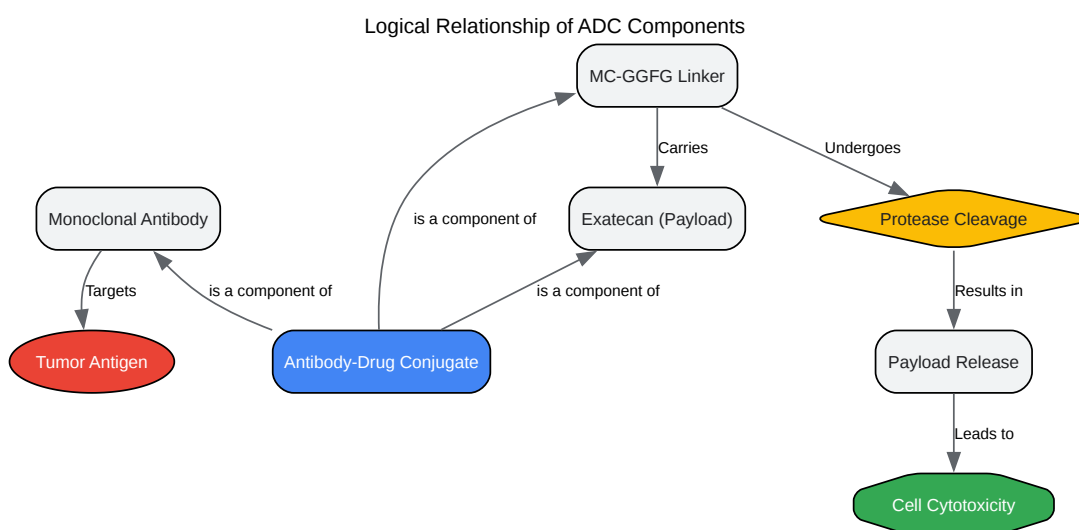 Logical Relationship of ADC Components
MC-GGFG Linker
Carries
Undergoes
Monoclonal Antibody
is a component of
Exatecan (Payload)
Protease Cleavage
Targets
is a component of
is a component of
Results in
Tumor Antigen
Antibody-Drug Conjugate
Payload Release
Leads to
Cell Cytotoxicity